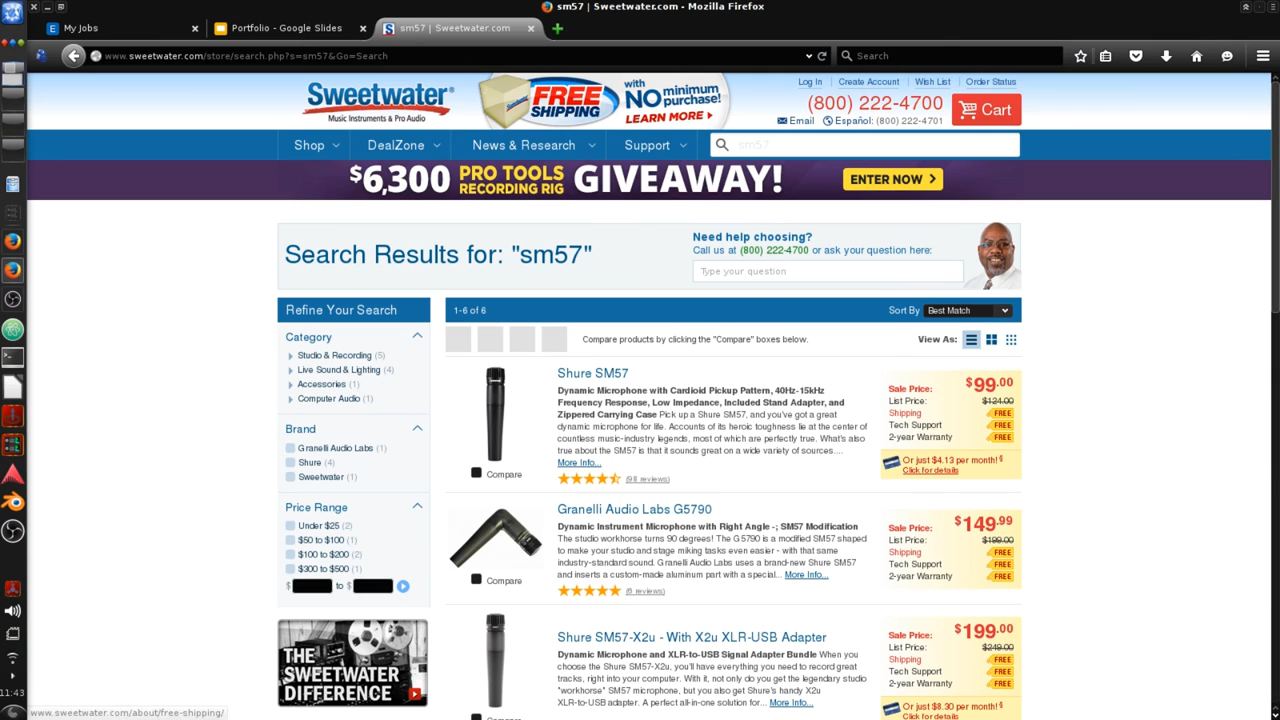 sm57 | Sweetwater.com - Mozilla Firefox
My Jobs
Portfolio - Google Slides
sm57 | Sweetwater.com
www.sweetwater.com/store/search.php?s=sm57&Go=Search
Search
Sweetwater
Music Instruments & Pro Audio
FREE SHIPPING
with NO minimum purchase!
LEARN MORE
Log In
Create Account
Wish List
Order Status
(800) 222-4700
Cart
Email
Español: (800) 222-4701
Shop
DealZone
News & Research
Support
sm57
$6,300 PRO TOOLS RECORDING RIG GIVEAWAY!
ENTER NOW
Search Results for: "sm57"
Need help choosing?
Call us at (800) 222-4700 or ask your question here:
Type your question
Refine Your Search
Category
Studio & Recording (5)
Live Sound & Lighting (4)
Accessories (1)
Computer Audio (1)
Brand
Granelli Audio Labs (1)
Shure (4)
Sweetwater (1)
Price Range
Under $25 (2)
$50 to $100 (1)
$100 to $200 (2)
$300 to $500 (1)
$ to $
THE SWEETWATER DIFFERENCE
1-6 of 6
Sort By
Best Match
Compare products by clicking the "Compare" boxes below.
View As:
Shure SM57
Dynamic Microphone with Cardioid Pickup Pattern, 40Hz-15kHz
Frequency Response, Low Impedance, Included Stand Adapter, and
Zippered Carrying Case Pick up a Shure SM57, and you've got a great
dynamic microphone for life. Accounts of its heroic toughness lie at the center of
countless music-industry legends, most of which are perfectly true. What's also
true about the SM57 is that it sounds great on a wide variety of sources....
More Info...
(98 reviews)
Compare
Sale Price: $99.00
List Price: $124.00
Shipping FREE
Tech Support FREE
2-year Warranty FREE
Or just $4.13 per month!§
Click for details
Granelli Audio Labs G5790
Dynamic Instrument Microphone with Right Angle -; SM57 Modification
The studio workhorse turns 90 degrees! The G5790 is a modified SM57 shaped
to make your studio and stage miking tasks even easier - with that same
industry-standard sound. Granelli Audio Labs uses a brand-new Shure SM57
and inserts a custom-made aluminum part with a special... More Info...
Compare
Sale Price: $149.99
List Price: $199.00
Shipping FREE
Tech Support FREE
2-year Warranty FREE
Shure SM57-X2u - With X2u XLR-USB Adapter
Dynamic Microphone and XLR-to-USB Signal Adapter Bundle When you
choose the Shure SM57-X2u, you'll have everything you need to record great
tracks, right into your computer. With it, not only do you get the legendary studio
"workhorse" SM57 microphone, but you also get Shure's handy X2u
XLR-to-USB adapter. A perfect all-in-one solution for... More Info...
Compare
Sale Price: $199.00
List Price: $249.00
Shipping FREE
Tech Support FREE
2-year Warranty FREE
Or just $8.30 per month!§
Click for details
11:43
www.sweetwater.com/about/free-shipping/